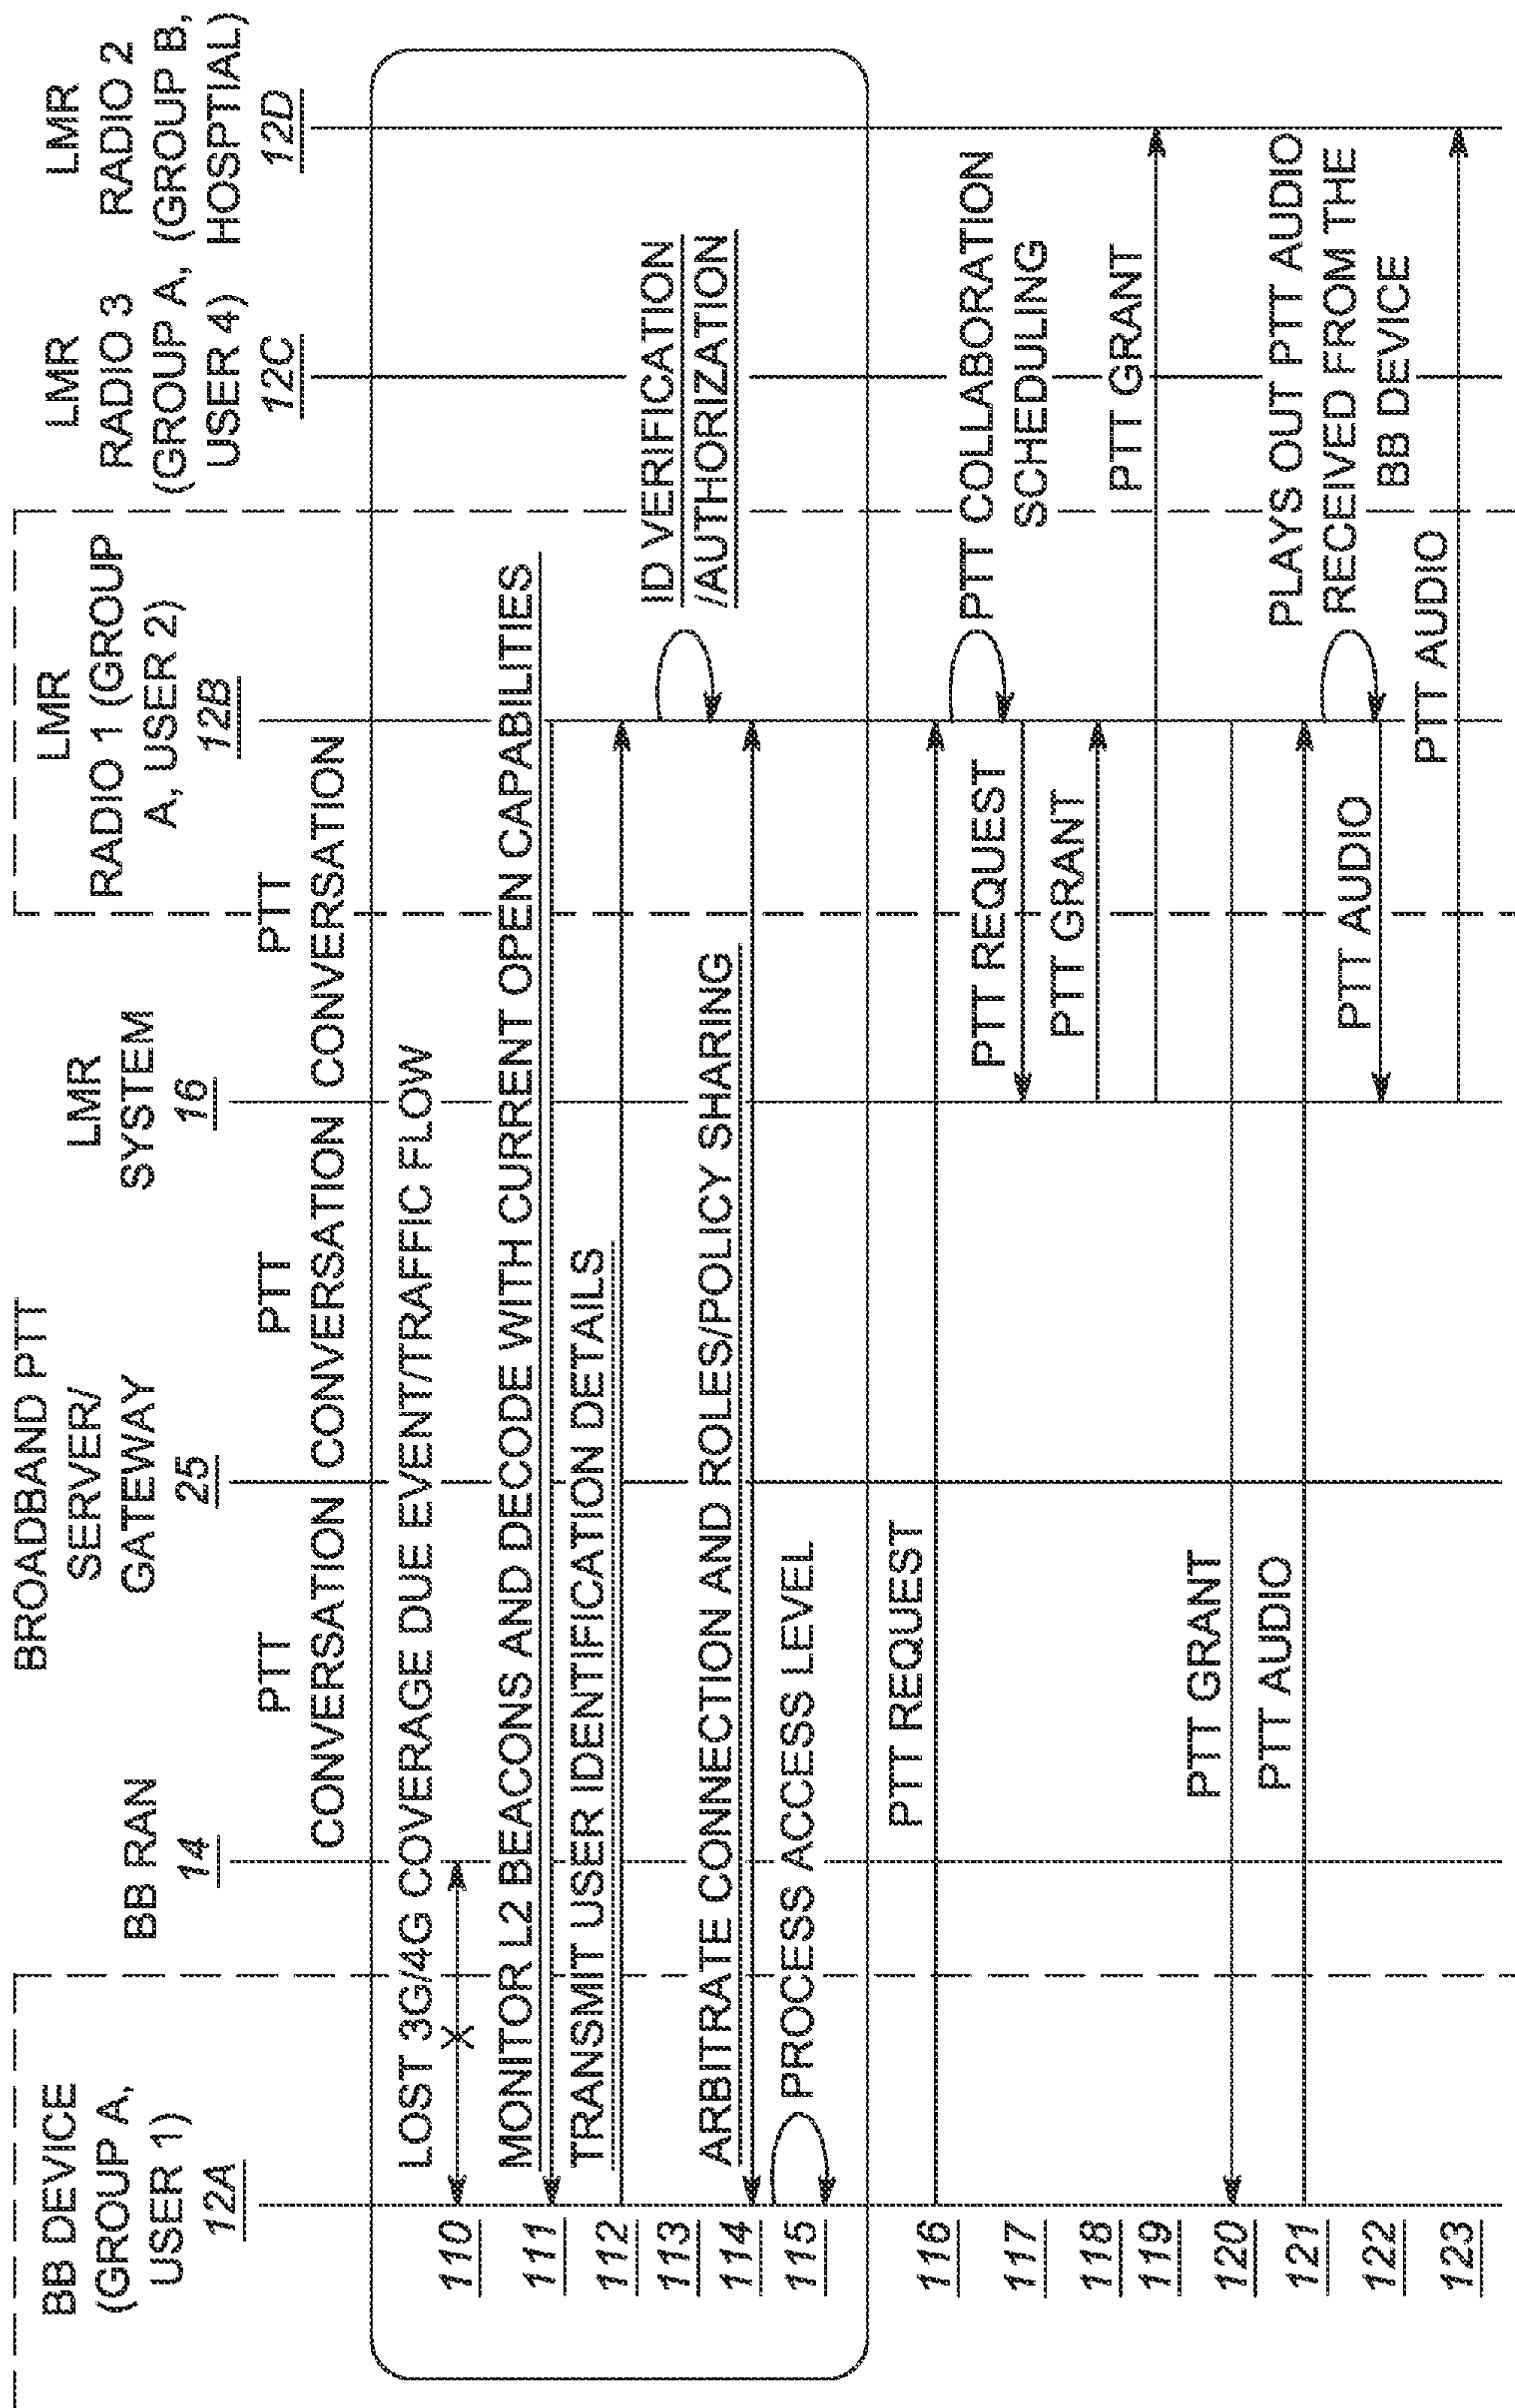 BB DEVICE
(GROUP A,
USER 1)
12A
BB RAN
14
BROADBAND PTT
SERVER/
GATEWAY
25
LMR
SYSTEM
16
LMR
RADIO 1 (GROUP
A, USER 2)
12B
LMR
RADIO 3
(GROUP A,
USER 4)
12C
LMR
RADIO 2
(GROUP B,
HOSPTIAL)
12D
PTT
CONVERSATION
PTT
CONVERSATION
PTT
CONVERSATION
LOST 3G/4G COVERAGE DUE EVENT/TRAFFIC FLOW
110
X
MONITOR L2 BEACONS AND DECODE WITH CURRENT OPEN CAPABILITIES
111
TRANSMIT USER IDENTIFICATION DETAILS
112
ID VERIFICATION
/AUTHORIZATION
113
ARBITRATE CONNECTION AND ROLES/POLICY SHARING
114
PROCESS ACCESS LEVEL
115
PTT REQUEST
116
PTT COLLABORATION
SCHEDULING
PTT REQUEST
117
PTT GRANT
118
PTT GRANT
119
PTT GRANT
120
PTT AUDIO
121
PLAYS OUT PTT AUDIO
RECEIVED FROM THE
BB DEVICE
PTT AUDIO
122
PTT AUDIO
123